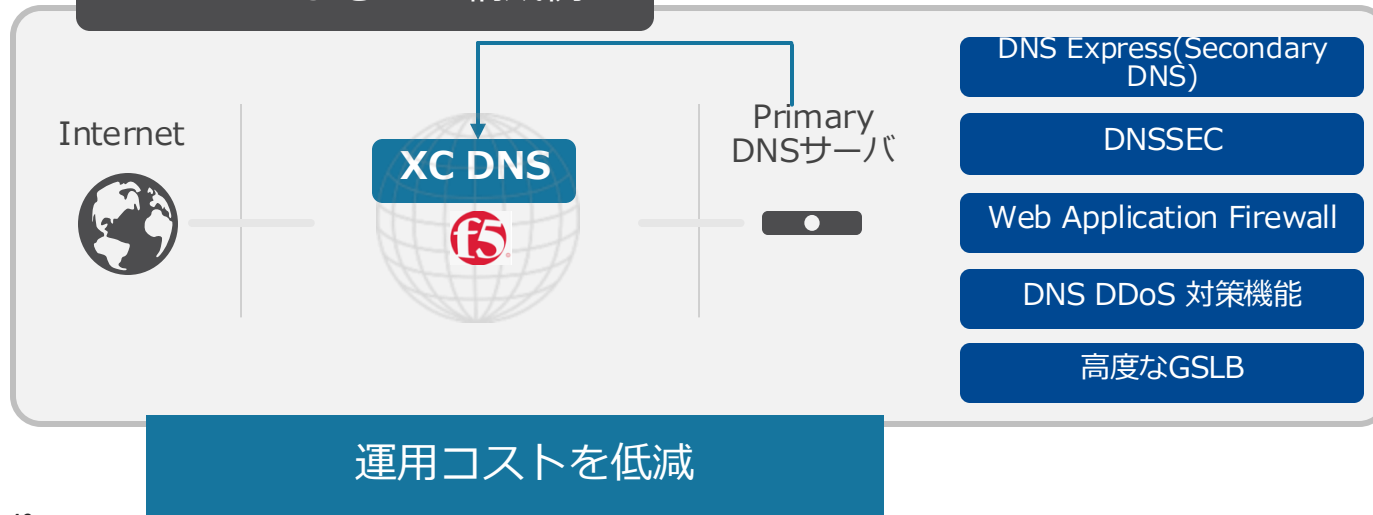 Internet
XC DNS
f5
Primary
DNSサーバ
DNS Express(Secondary
DNS)
DNSSEC
Web Application Firewall
DNS DDoS 対策機能
高度なGSLB
運用コストを低減